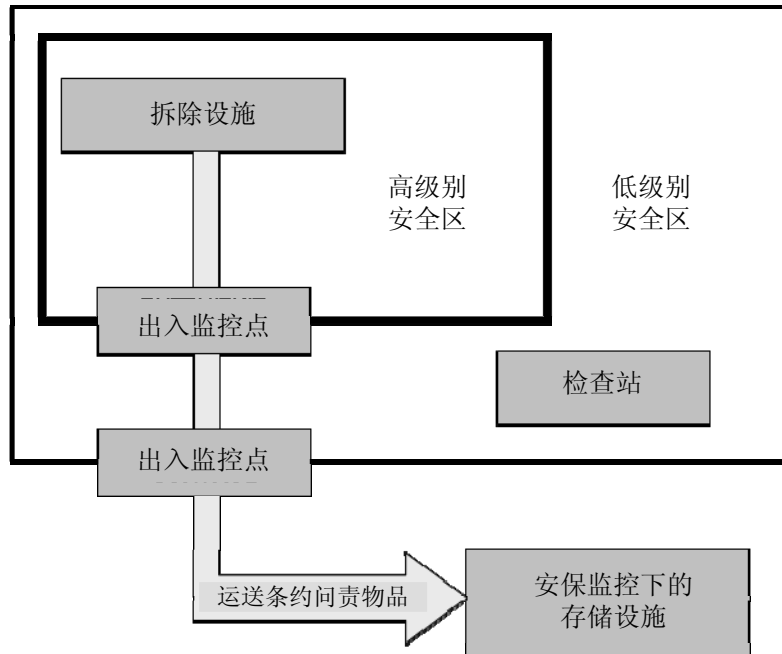 拆除设施
高级别
安全区
低级别
安全区
出入监控点
检查站
出入监控点
运送条约问责物品
安保监控下的
存储设施